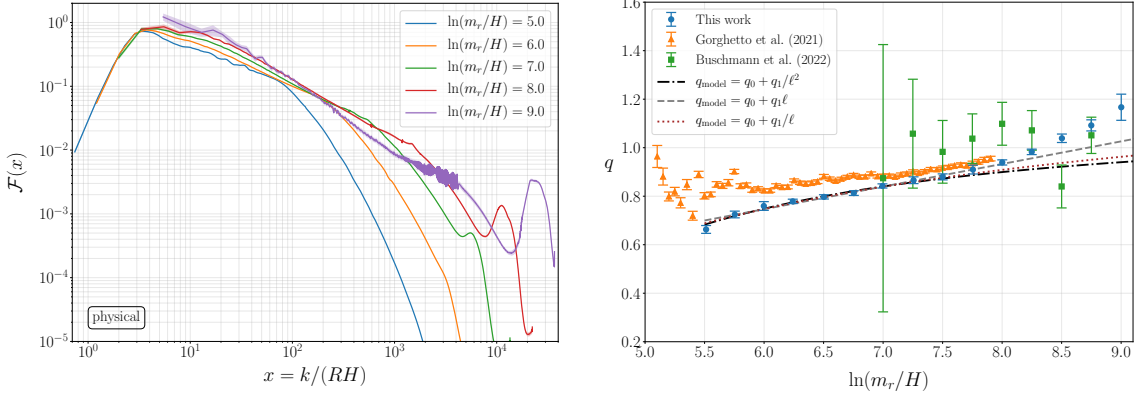 10^0
10^{-1}
10^{-2}
10^{-3}
10^{-4}
10^{-5}
F(x)
ln(m_r/H) = 5.0
ln(m_r/H) = 6.0
ln(m_r/H) = 7.0
ln(m_r/H) = 8.0
ln(m_r/H) = 9.0
physical
10^0 10^1 10^2 10^3 10^4
x = k/(RH)
1.6
1.4
1.2
1.0
0.8
0.6
0.4
0.2
q
This work
Gorghetto et al. (2021)
Buschmann et al. (2022)
q_model = q_0 + q_1/ℓ^2
q_model = q_0 + q_1ℓ
q_model = q_0 + q_1/ℓ
5.0 5.5 6.0 6.5 7.0 7.5 8.0 8.5 9.0
ln(m_r/H)